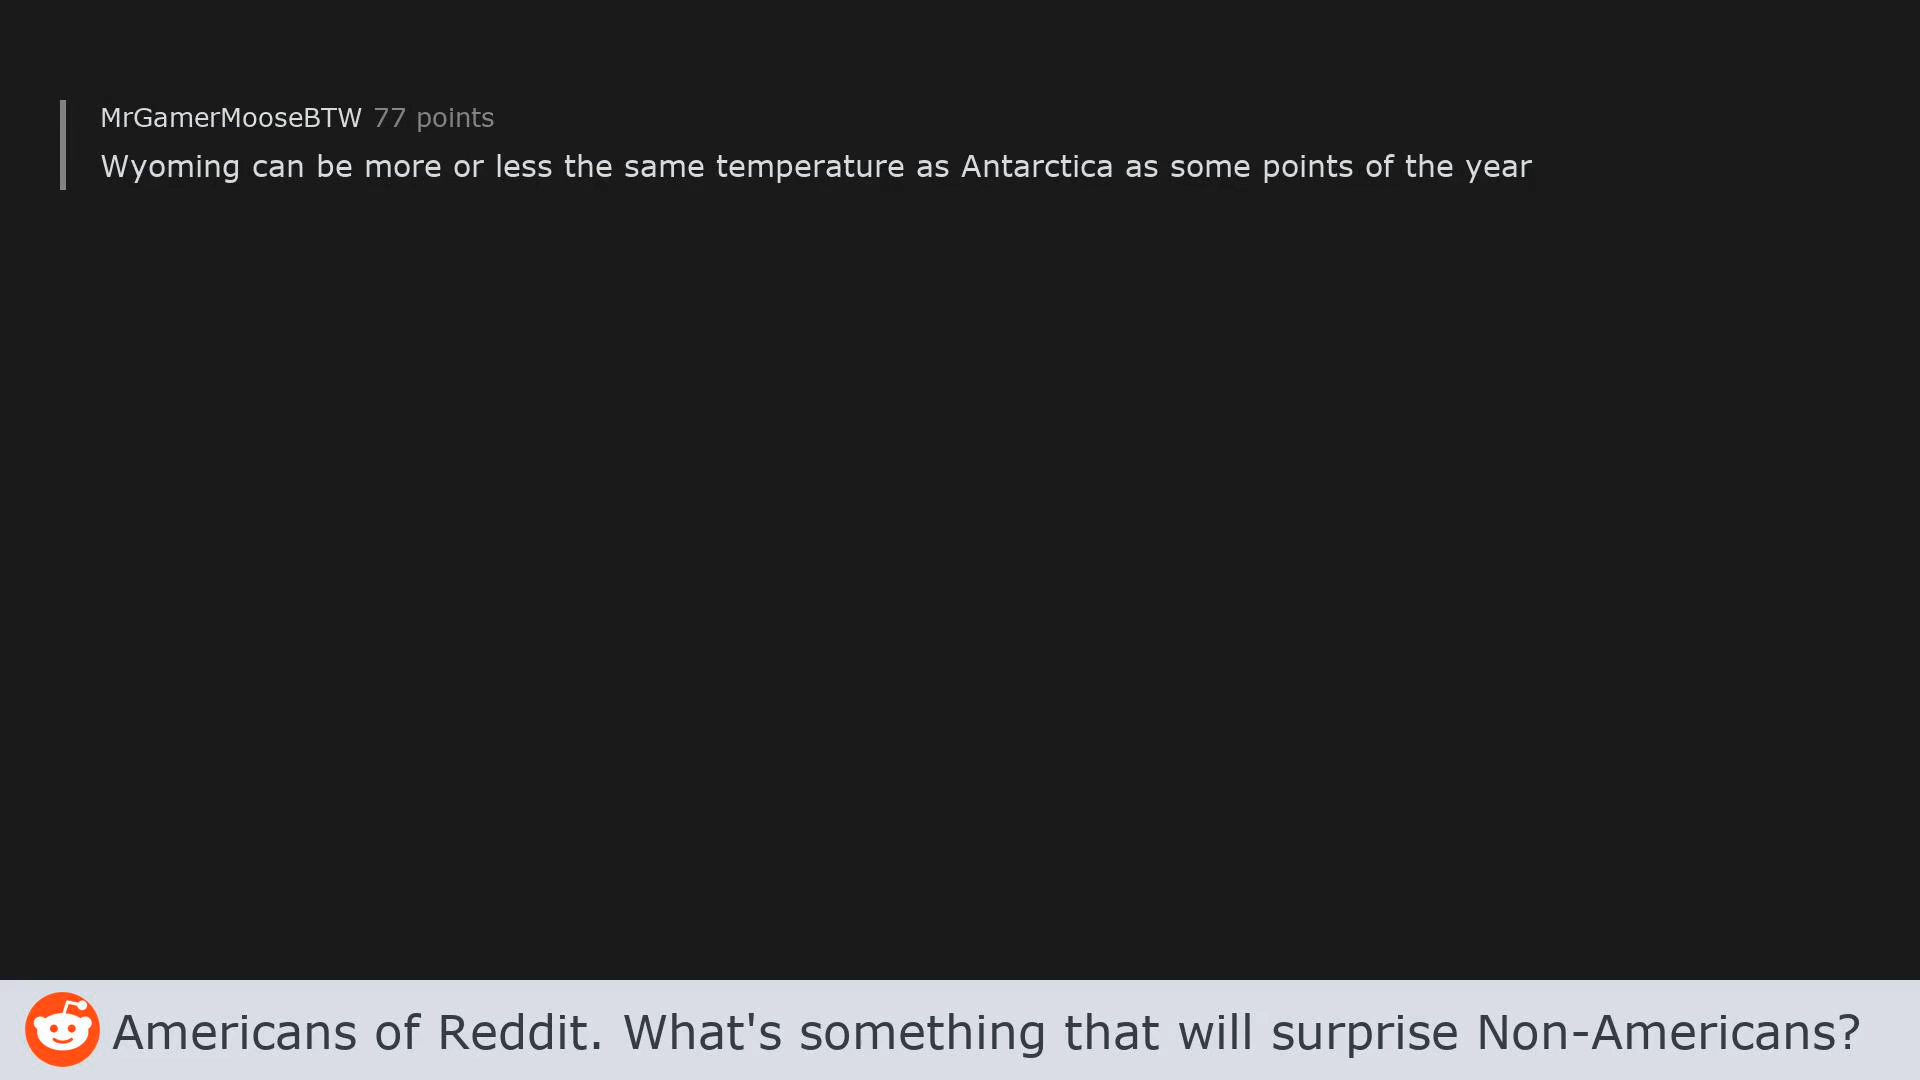 MrGamerMooseBTW 77 points
Wyoming can be more or less the same temperature as Antarctica as some points of the year
Americans of Reddit. What's something that will surprise Non-Americans?